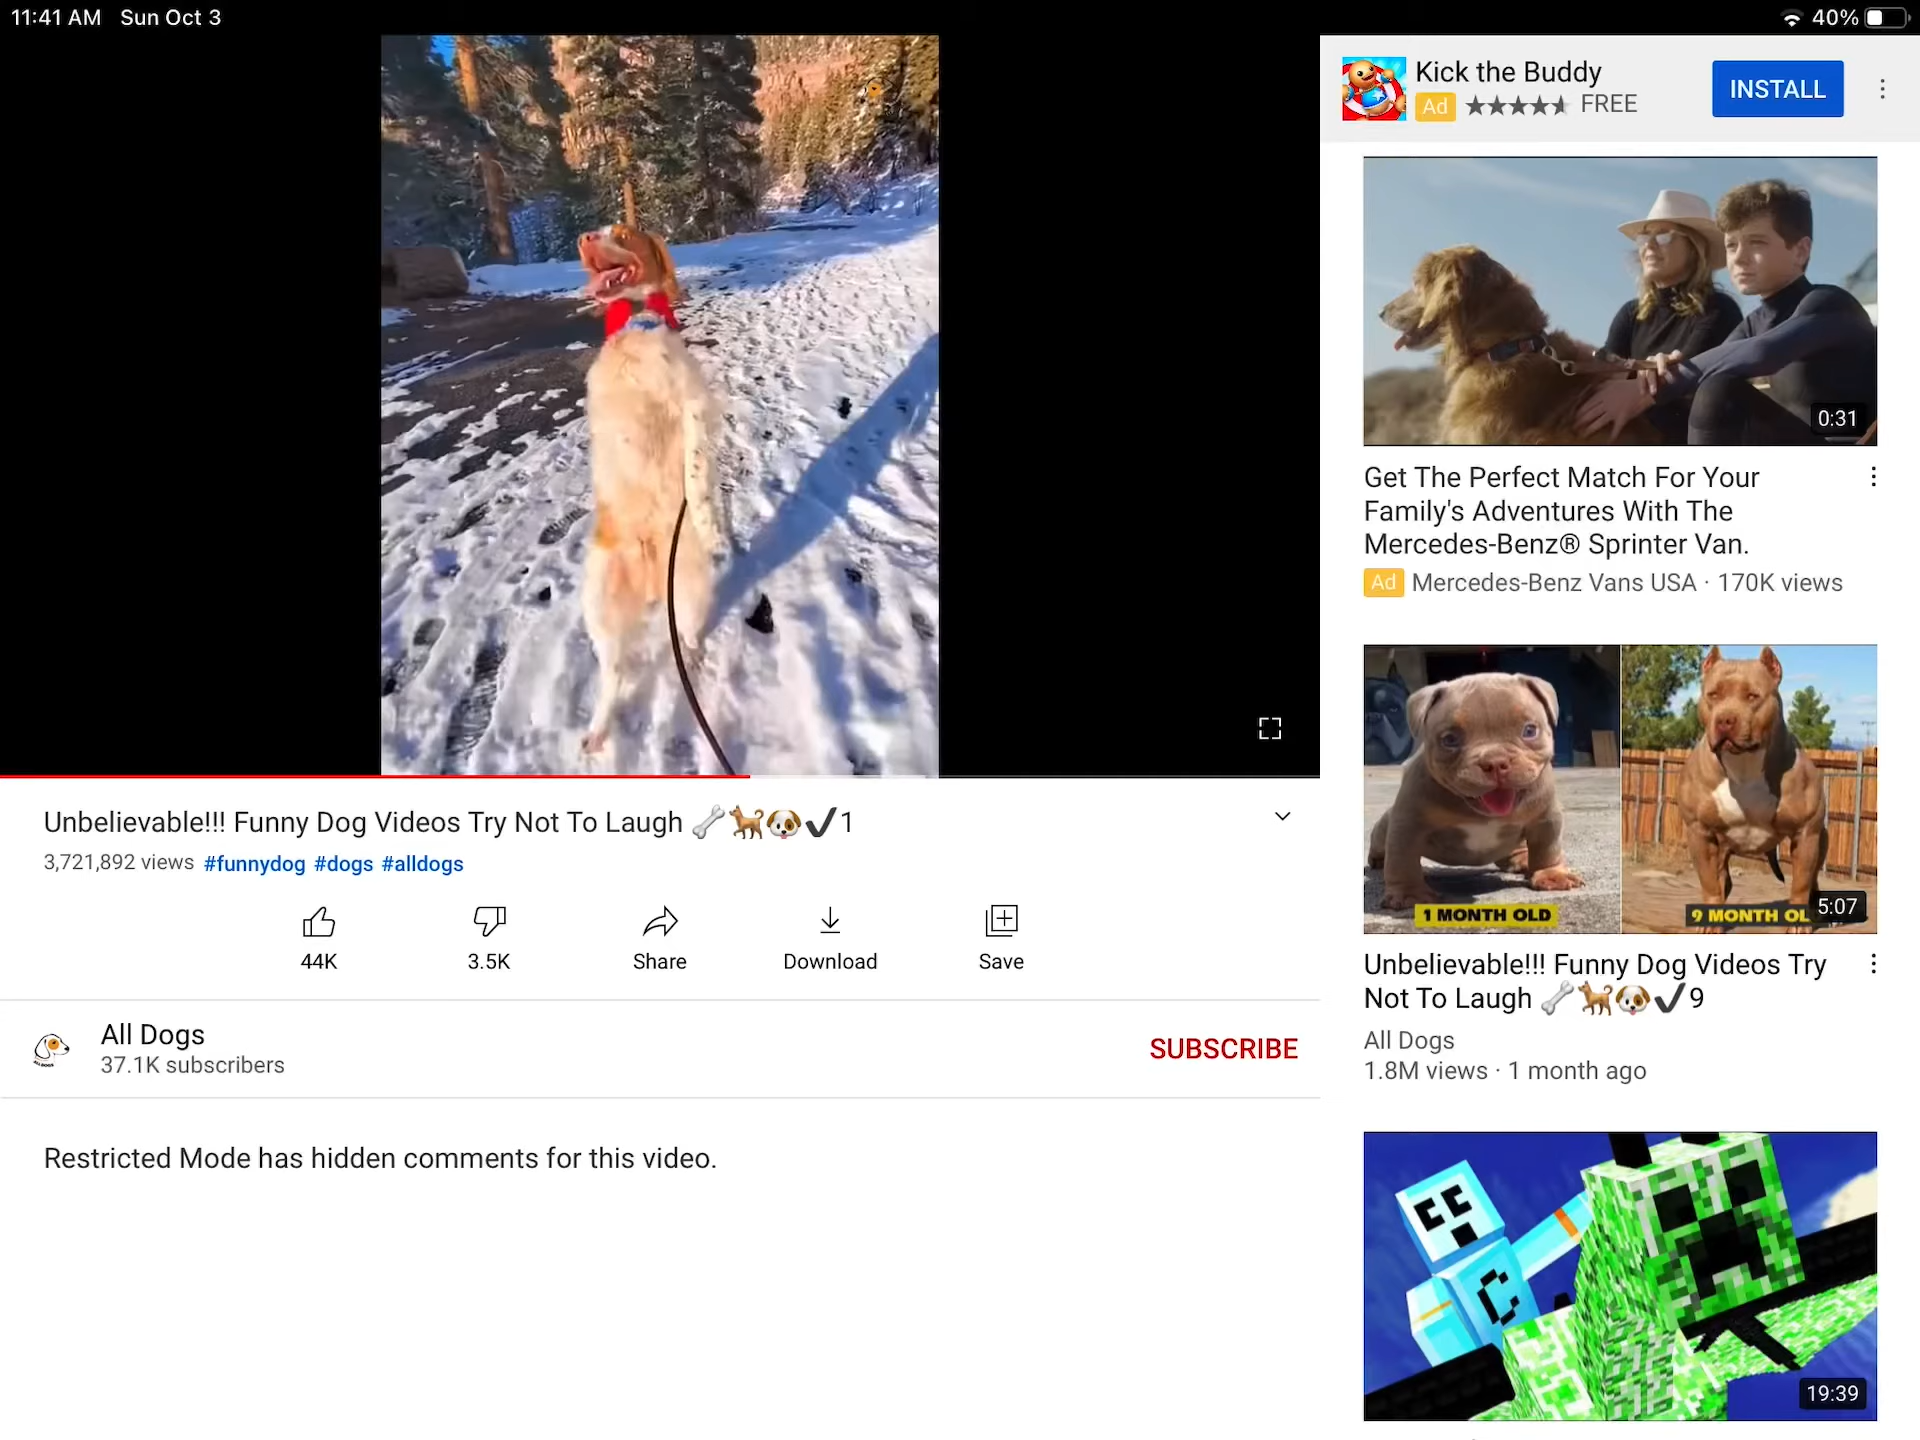 11:41 AM Sun Oct 3
40%
Kick the Buddy
Ad ★★★★★ FREE
INSTALL
0:31
Get The Perfect Match For Your
Family's Adventures With The
Mercedes-Benz® Sprinter Van.
Ad Mercedes-Benz Vans USA · 170K views
1 MONTH OLD
9 MONTH OL
5:07
Unbelievable!!! Funny Dog Videos Try
Not To Laugh 🦴🐕🐶✔️9
All Dogs
1.8M views · 1 month ago
C
19:39
Unbelievable!!! Funny Dog Videos Try Not To Laugh 🦴🐕🐶✔️1
3,721,892 views #funnydog #dogs #alldogs
44K
3.5K
Share
Download
Save
All Dogs
37.1K subscribers
SUBSCRIBE
Restricted Mode has hidden comments for this video.